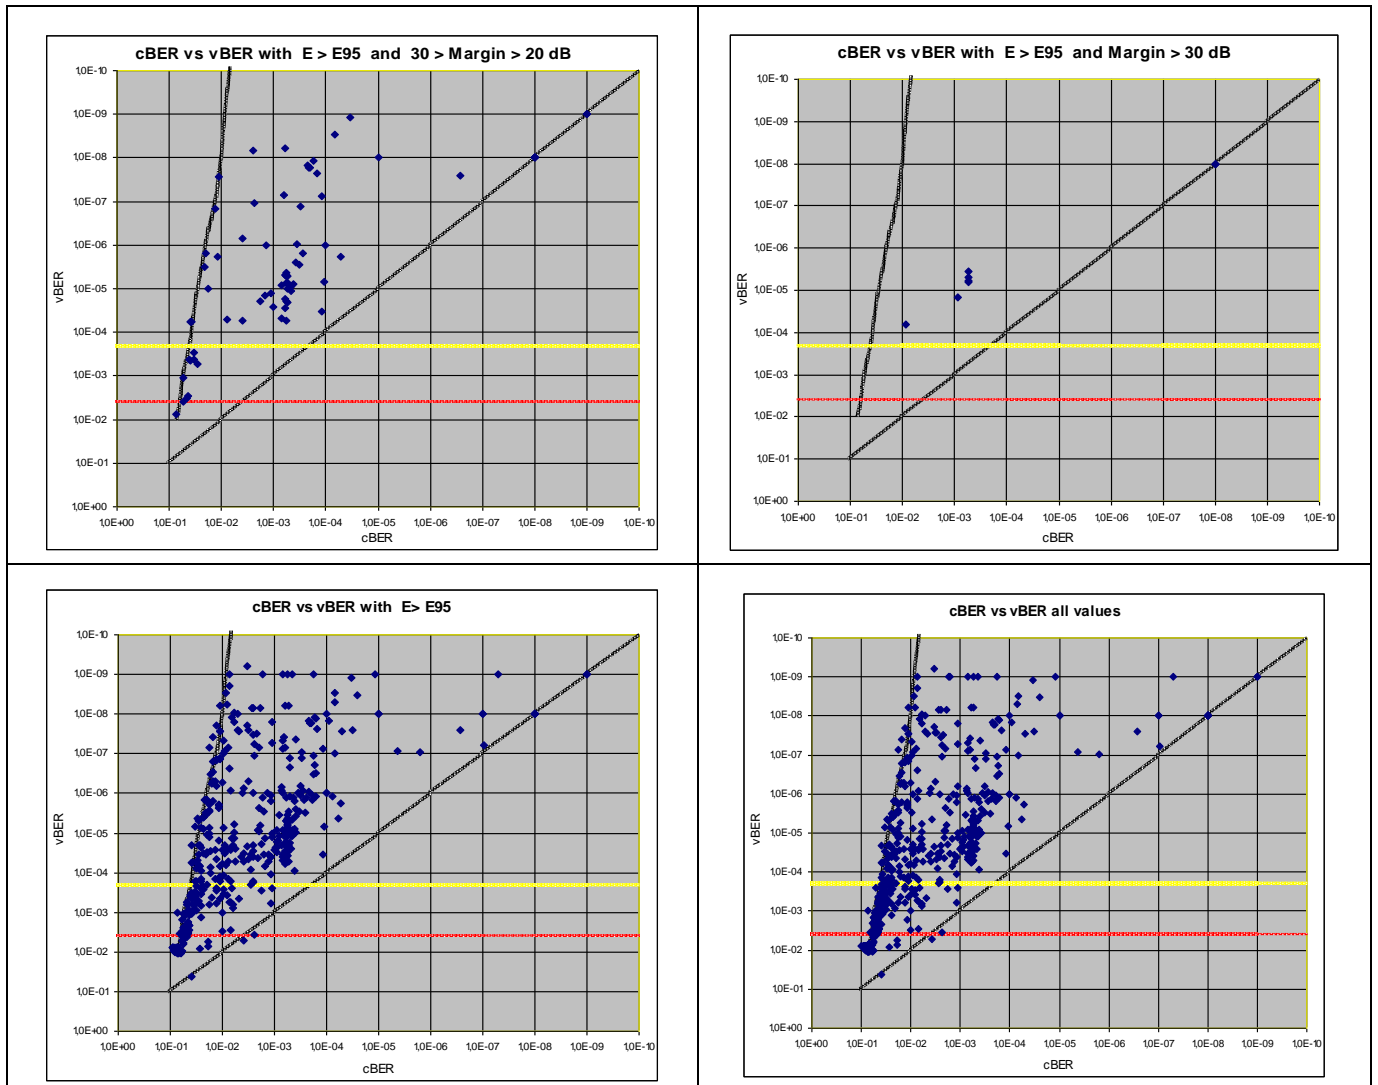 cBER vs vBER with E > E95 and 30 > Margin > 20 dB
vBER
1,0E-10
1,0E-09
1,0E-08
1,0E-07
1,0E-06
1,0E-05
1,0E-04
1,0E-03
1,0E-02
1,0E-01
1,0E+00
1,0E+00 1,0E-01 1,0E-02 1,0E-03 1,0E-04 1,0E-05 1,0E-06 1,0E-07 1,0E-08 1,0E-09 1,0E-10
cBER
cBER vs vBER with E > E95 and Margin > 30 dB
vBER
1,0E-10
1,0E-09
1,0E-08
1,0E-07
1,0E-06
1,0E-05
1,0E-04
1,0E-03
1,0E-02
1,0E-01
1,0E+00
1,0E+00 1,0E-01 1,0E-02 1,0E-03 1,0E-04 1,0E-05 1,0E-06 1,0E-07 1,0E-08 1,0E-09 1,0E-10
cBER
cBER vs vBER with E> E95
vBER
1,0E-10
1,0E-09
1,0E-08
1,0E-07
1,0E-06
1,0E-05
1,0E-04
1,0E-03
1,0E-02
1,0E-01
1,0E+00
1,0E+00 1,0E-01 1,0E-02 1,0E-03 1,0E-04 1,0E-05 1,0E-06 1,0E-07 1,0E-08 1,0E-09 1,0E-10
cBER
cBER vs vBER all values
vBER
1,0E-10
1,0E-09
1,0E-08
1,0E-07
1,0E-06
1,0E-05
1,0E-04
1,0E-03
1,0E-02
1,0E-01
1,0E+00
1,0E+00 1,0E-01 1,0E-02 1,0E-03 1,0E-04 1,0E-05 1,0E-06 1,0E-07 1,0E-08 1,0E-09 1,0E-10
cBER